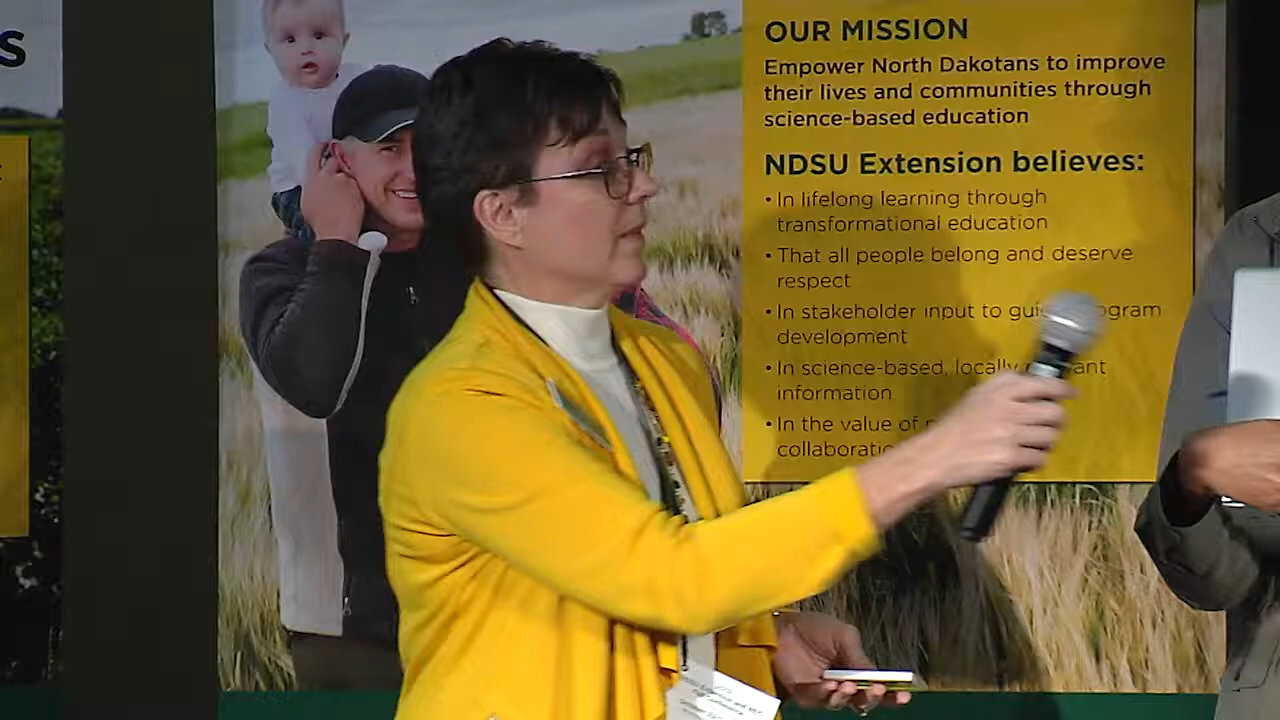 S
OUR MISSION
Empower North Dakotans to improve
their lives and communities through
science-based education
NDSU Extension believes:
• In lifelong learning through
transformational education
• That all people belong and deserve
respect
• In stakeholder input to
development
• In science-based, locally
information
• In the value of